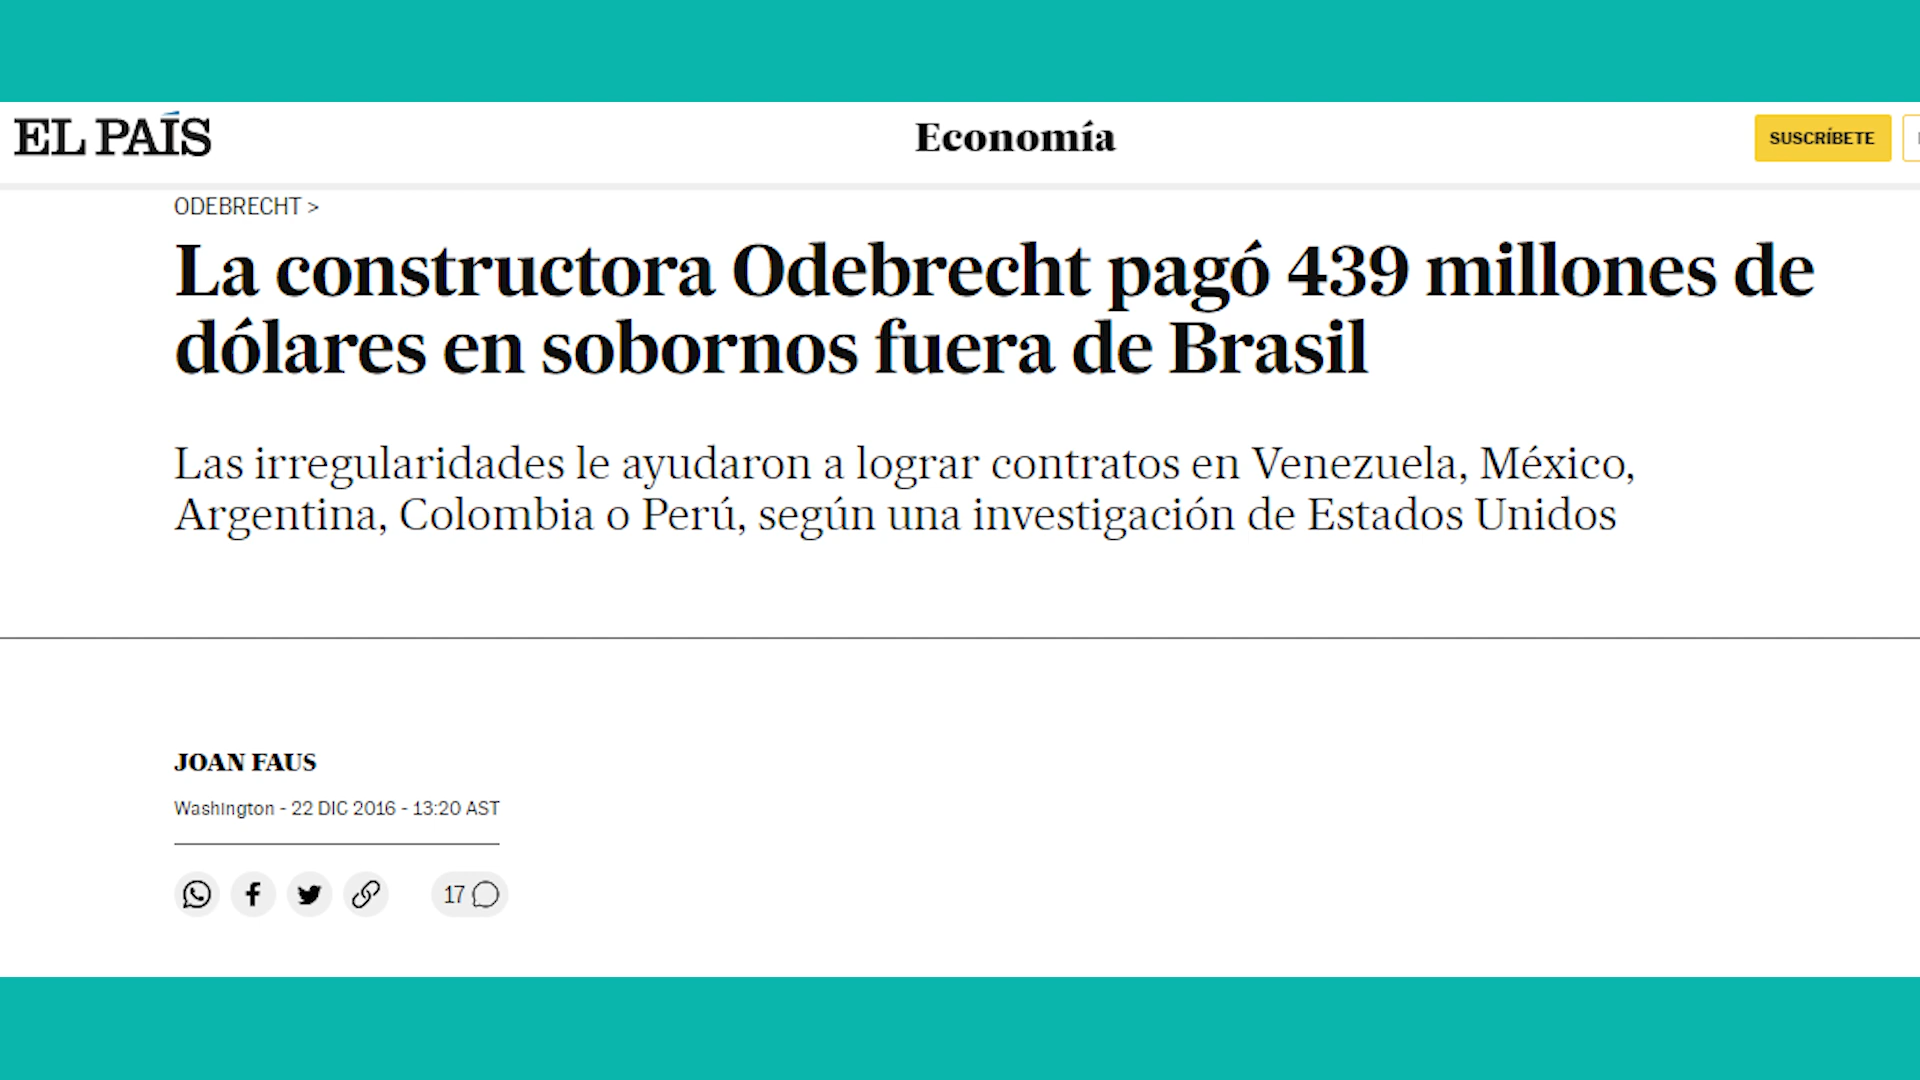 EL PAÍS
Economía
SUSCRÍBETE
ODEBRECHT >
La constructora Odebrecht pagó 439 millones de
dólares en sobornos fuera de Brasil
Las irregularidades le ayudaron a lograr contratos en Venezuela, México,
Argentina, Colombia o Perú, según una investigación de Estados Unidos
JOAN FAUS
Washington - 22 DIC 2016 - 13:20 AST
17